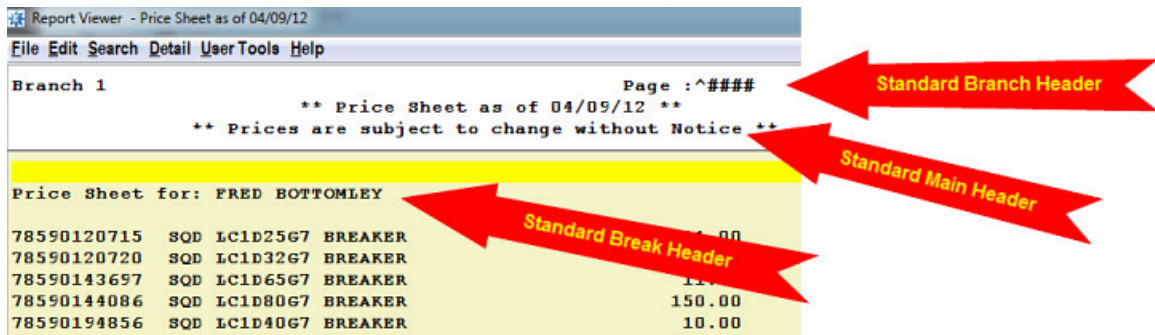 Report Viewer - Price Sheet as of 04/09/12
File Edit Search Detail User Tools Help
Branch 1 Page :^####
** Price Sheet as of 04/09/12 **
** Prices are subject to change without Notice **
Standard Branch Header
Standard Main Header
Price Sheet for: FRED BOTTOMLEY
Standard Break Header
78590120715 SQD LC1D25G7 BREAKER .00
78590120720 SQD LC1D32G7 BREAKER
78590143697 SQD LC1D65G7 BREAKER
78590144086 SQD LC1D80G7 BREAKER 150.00
78590194856 SQD LC1D40G7 BREAKER 10.00